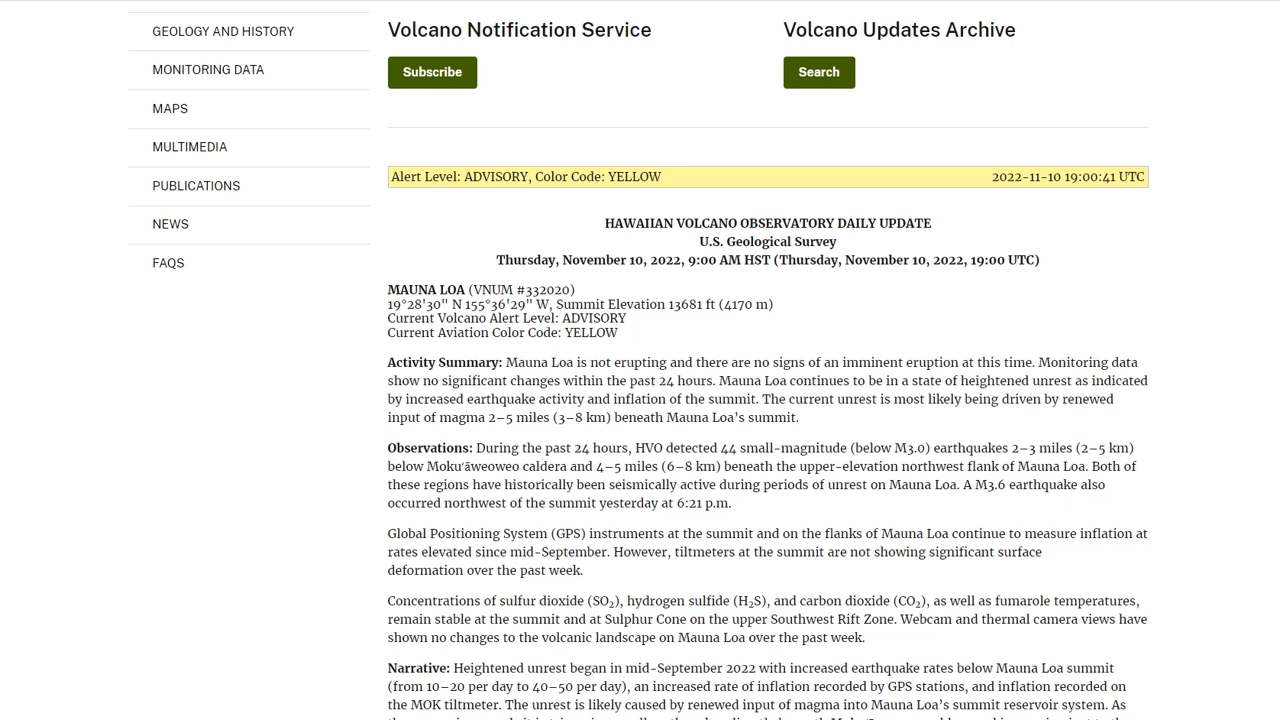 GEOLOGY AND HISTORY
MONITORING DATA
MAPS
MULTIMEDIA
PUBLICATIONS
NEWS
FAQS
Volcano Notification Service
Subscribe
Volcano Updates Archive
Search
Alert Level: ADVISORY, Color Code: YELLOW 2022-11-10 19:00:41 UTC
HAWAIIAN VOLCANO OBSERVATORY DAILY UPDATE
U.S. Geological Survey
Thursday, November 10, 2022, 9:00 AM HST (Thursday, November 10, 2022, 19:00 UTC)
MAUNA LOA (VNUM #332020)
19°28'30" N 155°36'29" W, Summit Elevation 13681 ft (4170 m)
Current Volcano Alert Level: ADVISORY
Current Aviation Color Code: YELLOW
Activity Summary: Mauna Loa is not erupting and there are no signs of an imminent eruption at this time. Monitoring data
show no significant changes within the past 24 hours. Mauna Loa continues to be in a state of heightened unrest as indicated
by increased earthquake activity and inflation of the summit. The current unrest is most likely being driven by renewed
input of magma 2–5 miles (3–8 km) beneath Mauna Loa’s summit.
Observations: During the past 24 hours, HVO detected 44 small-magnitude (below M3.0) earthquakes 2–3 miles (2–5 km)
below Mokuʻāweoweo caldera and 4–5 miles (6–8 km) beneath the upper-elevation northwest flank of Mauna Loa. Both of
these regions have historically been seismically active during periods of unrest on Mauna Loa. A M3.6 earthquake also
occurred northwest of the summit yesterday at 6:21 p.m.
Global Positioning System (GPS) instruments at the summit and on the flanks of Mauna Loa continue to measure inflation at
rates elevated since mid-September. However, tiltmeters at the summit are not showing significant surface
deformation over the past week.
Concentrations of sulfur dioxide (SO₂), hydrogen sulfide (H₂S), and carbon dioxide (CO₂), as well as fumarole temperatures,
remain stable at the summit and at Sulphur Cone on the upper Southwest Rift Zone. Webcam and thermal camera views have
shown no changes to the volcanic landscape on Mauna Loa over the past week.
Narrative: Heightened unrest began in mid-September 2022 with increased earthquake rates below Mauna Loa summit
(from 10–20 per day to 40–50 per day), an increased rate of inflation recorded by GPS stations, and inflation recorded on
the MOK tiltmeter. The unrest is likely caused by renewed input of magma into Mauna Loa’s summit reservoir system. As